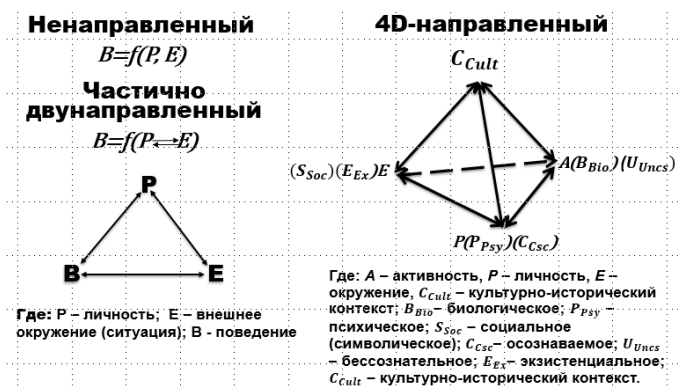 Ненаправленный
B=f(P, E)
Частично
двунаправленный
B=f(P⇄E)
P
B
E
Где: P – личность; E – внешнее
окружение (ситуация); B - поведение
4D-направленный
C_Cult
(S_Soc)(E_Ex)E
A(B_Bio)(U_Uncs)
P(P_Psy)(C_Csc)
Где: A – активность, P – личность, E –
окружение, C_Cult – культурно-исторический
контекст; B_Bio – биологическое; P_Psy –
психическое; S_Soc – социальное
(символическое); C_Csc – осознаваемое; U_Uncs
– бессознательное; E_Ex – экзистенциальное;
C_Cult – культурно-исторический контекст.